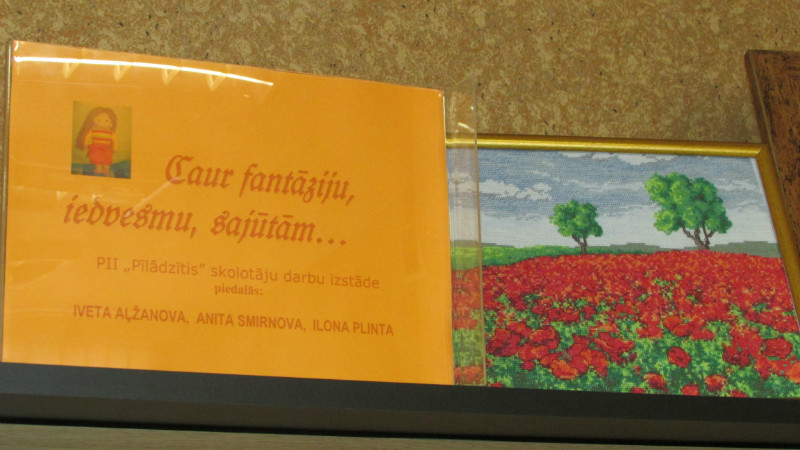 Caur fantāziju,
iedvesmu, sajūtām...
PII „Pīlādzītis” skolotāju darbu izstāde
piedalās:
IVETA AĻŽANOVA, ANITA SMIRNOVA, ILONA PLINTA